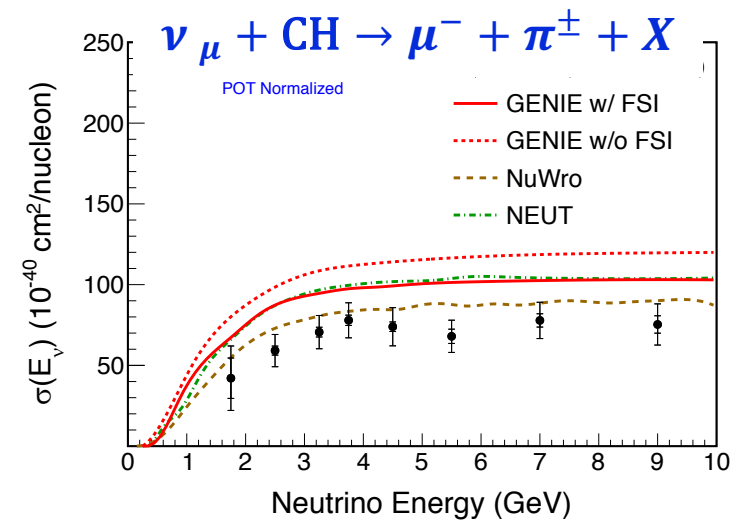 ν μ + CH → μ⁻ + π± + X
POT Normalized
GENIE w/ FSI
GENIE w/o FSI
NuWro
NEUT
σ(Eν) (10⁻⁴⁰ cm²/nucleon)
250
200
150
100
50
0 1 2 3 4 5 6 7 8 9 10
Neutrino Energy (GeV)